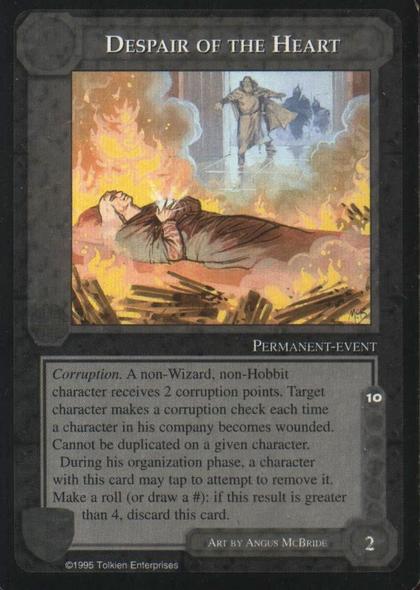 DESPAIR OF THE HEART
PERMANENT-EVENT
Corruption. A non-Wizard, non-Hobbit
character receives 2 corruption points. Target
character makes a corruption check each time
a character in his company becomes wounded.
Cannot be duplicated on a given character.
During his organization phase, a character
with this card may tap to attempt to remove it.
Make a roll (or draw a #): if this result is greater
than 4, discard this card.
10
ART BY ANGUS MCBRIDE
2
©1995 Tolkien Enterprises